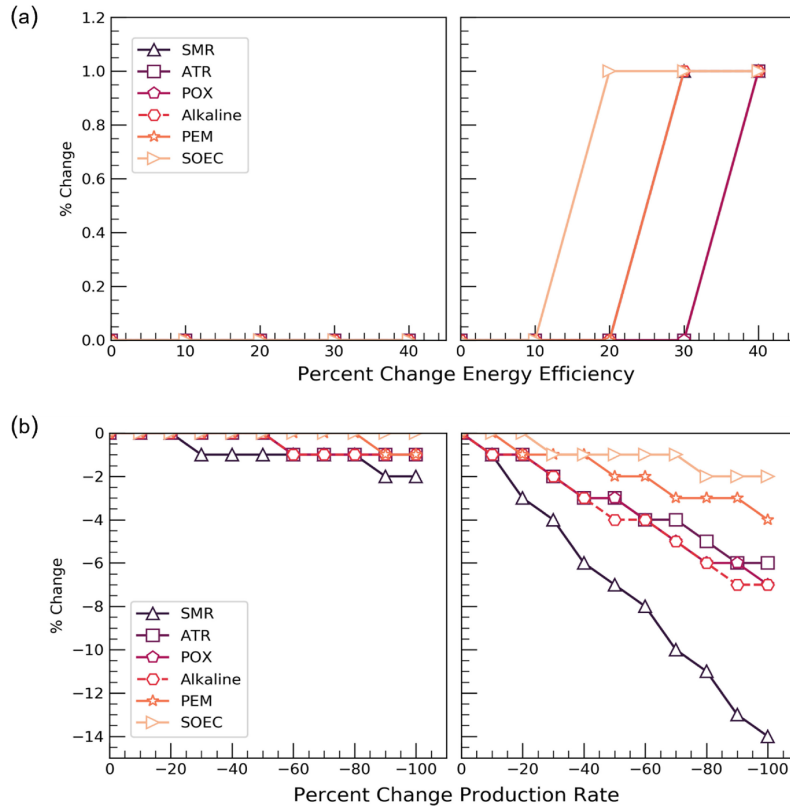 (a)
1.2
1.0
0.8
0.6
0.4
0.2
0.0
% Change
SMR
ATR
POX
Alkaline
PEM
SOEC
0 10 20 30 40
0 10 20 30 40
Percent Change Energy Efficiency
(b)
0
−2
−4
−6
−8
−10
−12
−14
% Change
SMR
ATR
POX
Alkaline
PEM
SOEC
0 −20 −40 −60 −80 −100
0 −20 −40 −60 −80 −100
Percent Change Production Rate